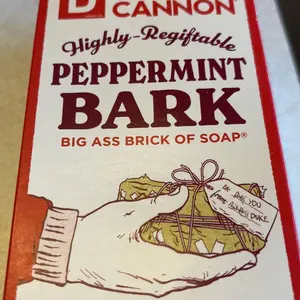 D
CANNON
Highly-Regiftable
PEPPERMINT
BARK
BIG ASS BRICK OF SOAP®